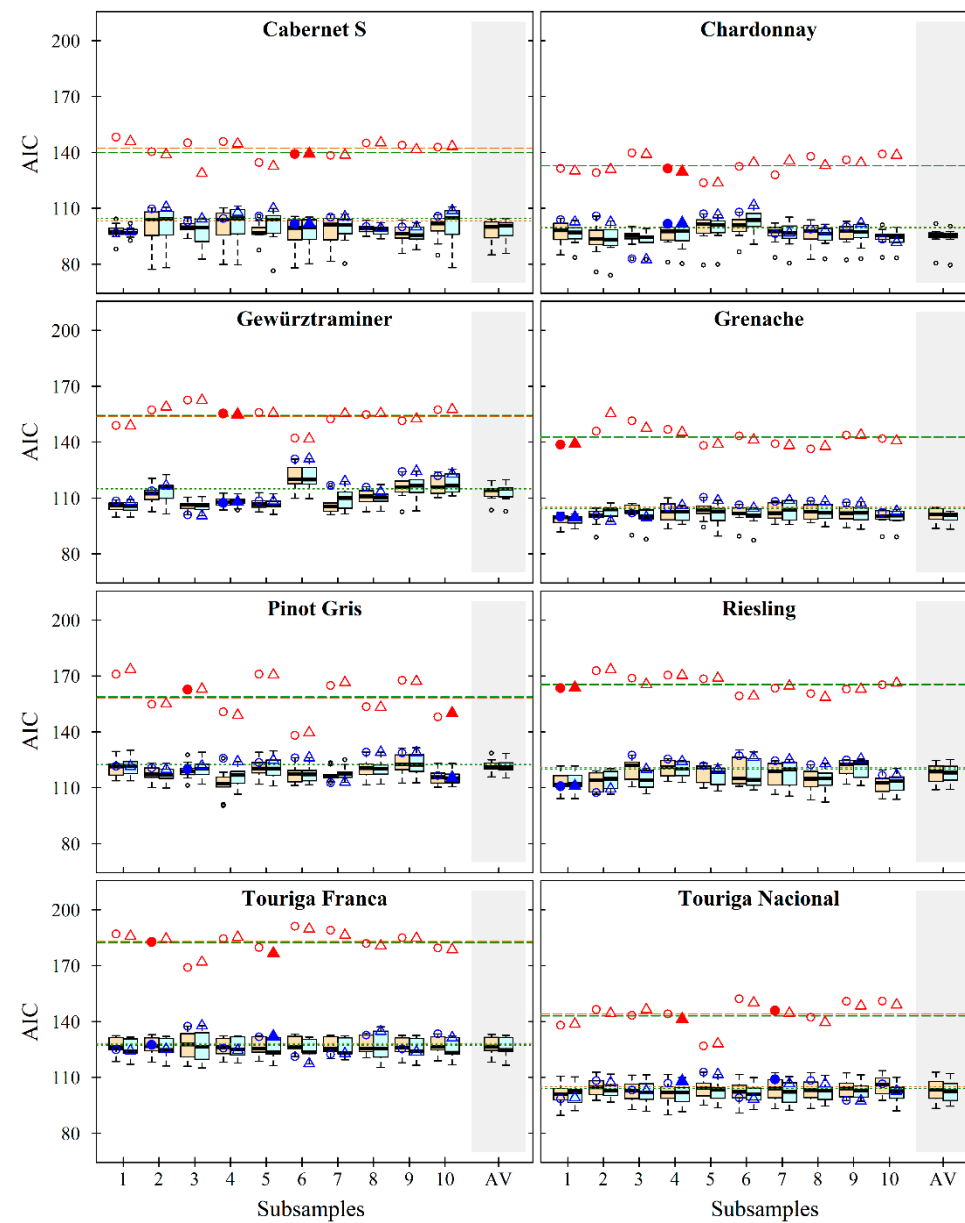 Cabernet S
Chardonnay
AIC
200
170
140
110
80
Gewürztraminer
Grenache
AIC
200
170
140
110
80
Pinot Gris
Riesling
AIC
200
170
140
110
80
Touriga Franca
Touriga Nacional
AIC
200
170
140
110
80
1 2 3 4 5 6 7 8 9 10 AV
1 2 3 4 5 6 7 8 9 10 AV
Subsamples
Subsamples